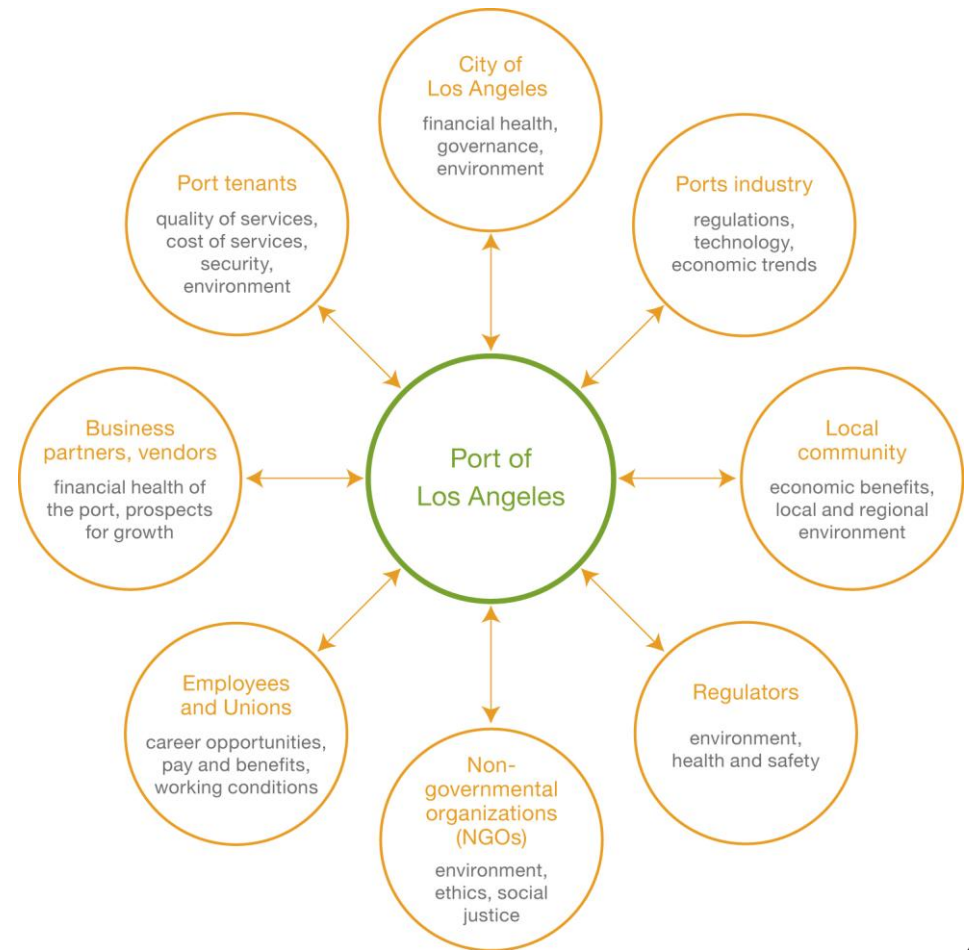 City of
Los Angeles
financial health,
governance,
environment
Ports industry
regulations,
technology,
economic trends
Local
community
economic benefits,
local and regional
environment
Regulators
environment,
health and safety
Non-
governmental
organizations
(NGOs)
environment,
ethics, social
justice
Employees
and Unions
career opportunities,
pay and benefits,
working conditions
Business
partners, vendors
financial health of
the port, prospects
for growth
Port tenants
quality of services,
cost of services,
security,
environment
Port of
Los Angeles